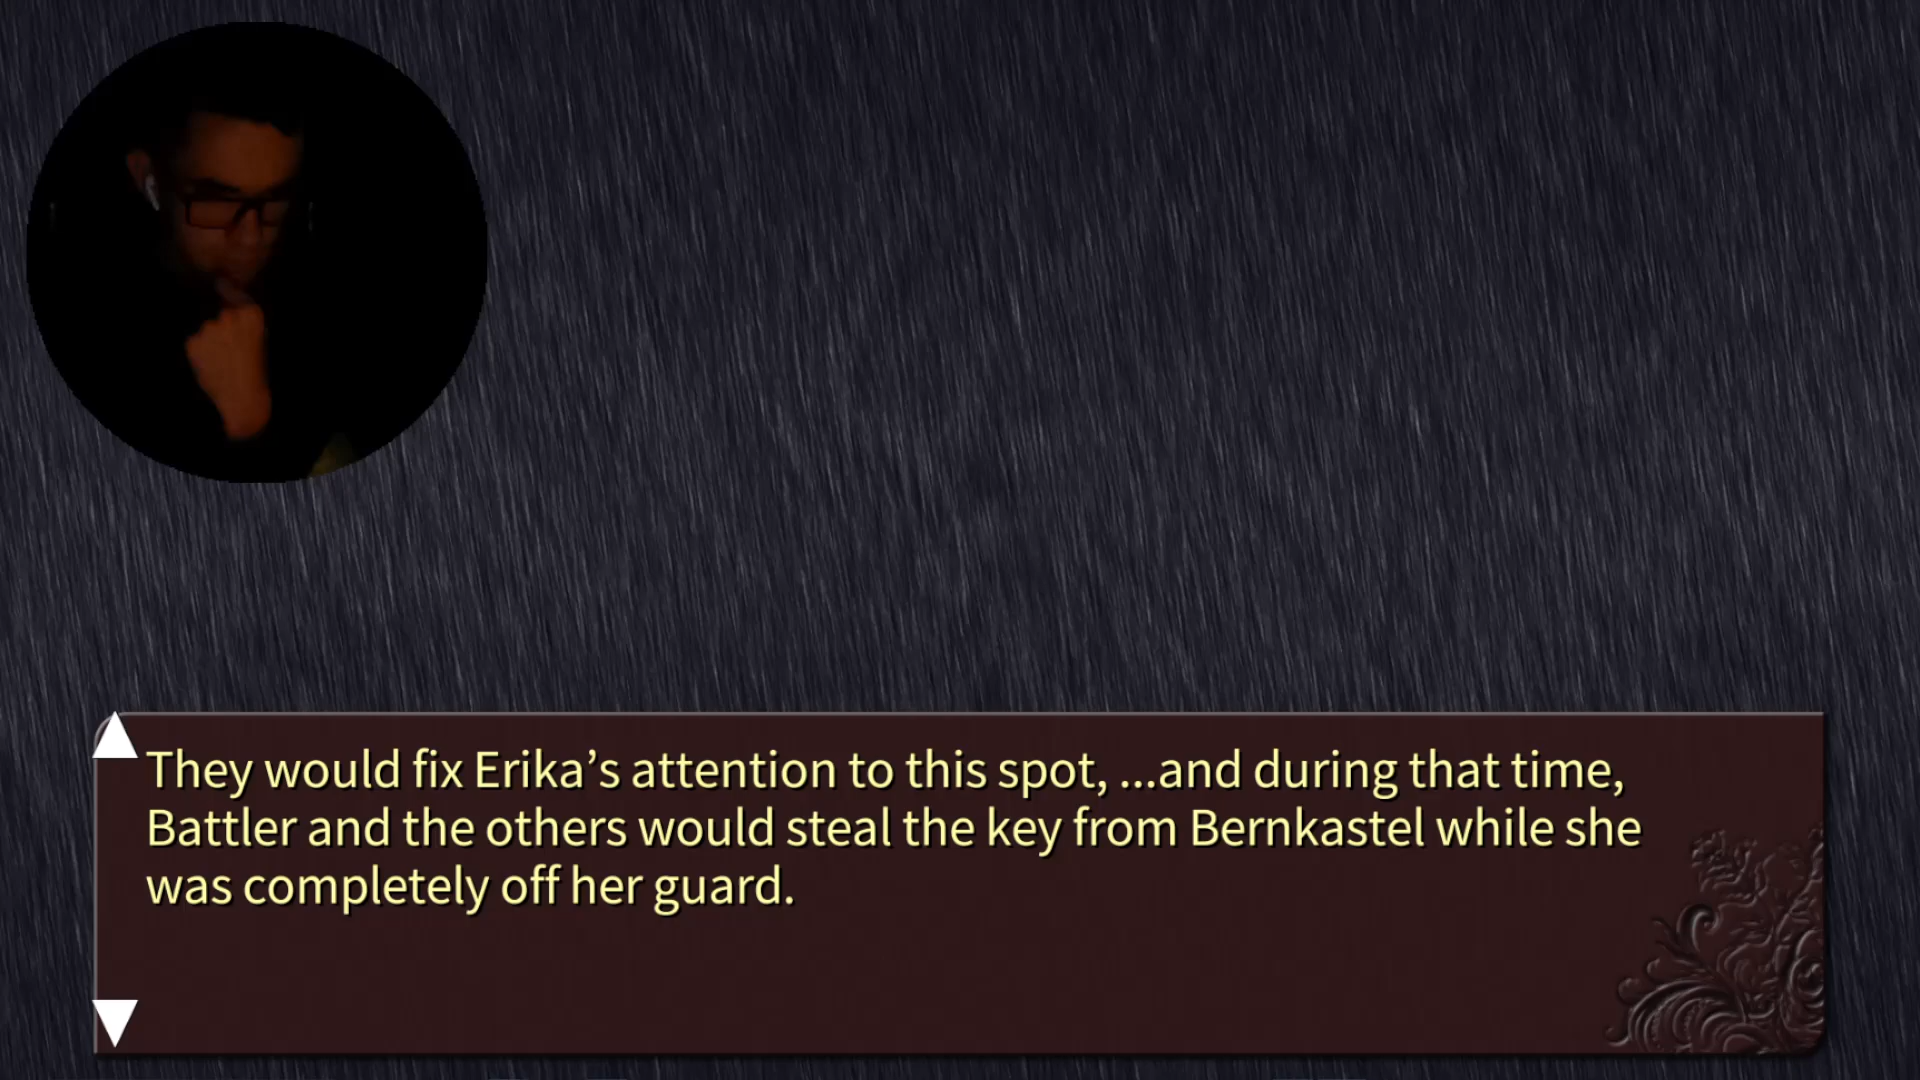 They would fix Erika’s attention to this spot, ...and during that time,
Battler and the others would steal the key from Bernkastel while she
was completely off her guard.